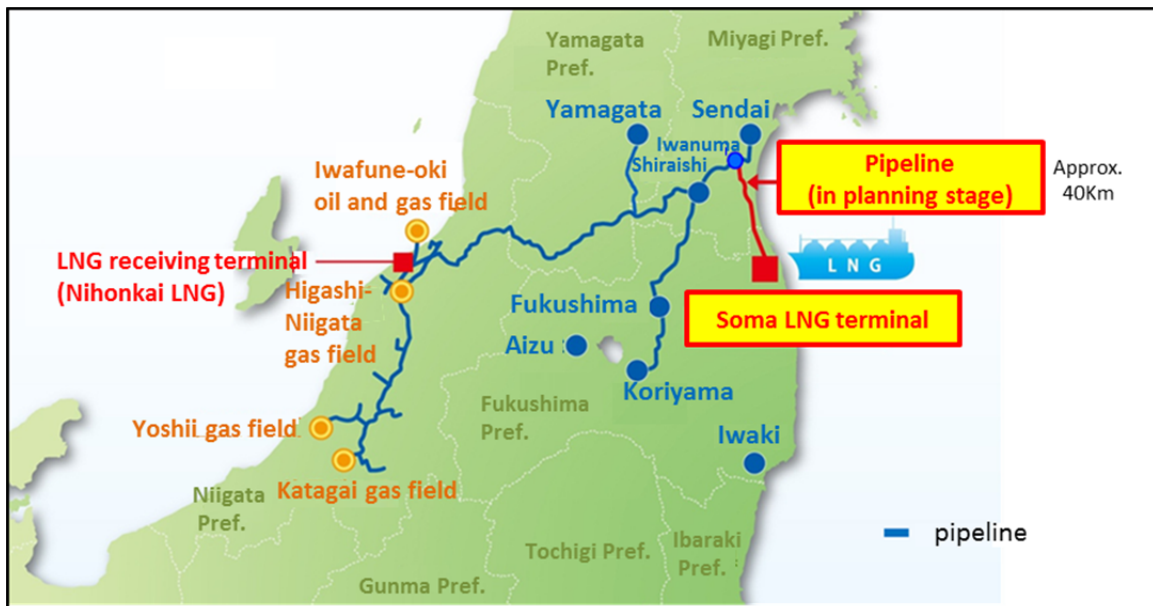 Yamagata
Pref.
Miyagi Pref.
Yamagata
Sendai
Iwanuma
Shiraishi
Pipeline
(in planning stage)
Approx.
40Km
Iwafune-oki
oil and gas field
LNG receiving terminal
(Nihonkai LNG)
L N G
Higashi-
Niigata
gas field
Fukushima
Soma LNG terminal
Aizu
Koriyama
Fukushima
Pref.
Yoshii gas field
Iwaki
Katagai gas field
Niigata
Pref.
pipeline
Tochigi Pref.
Ibaraki
Pref.
Gunma Pref.